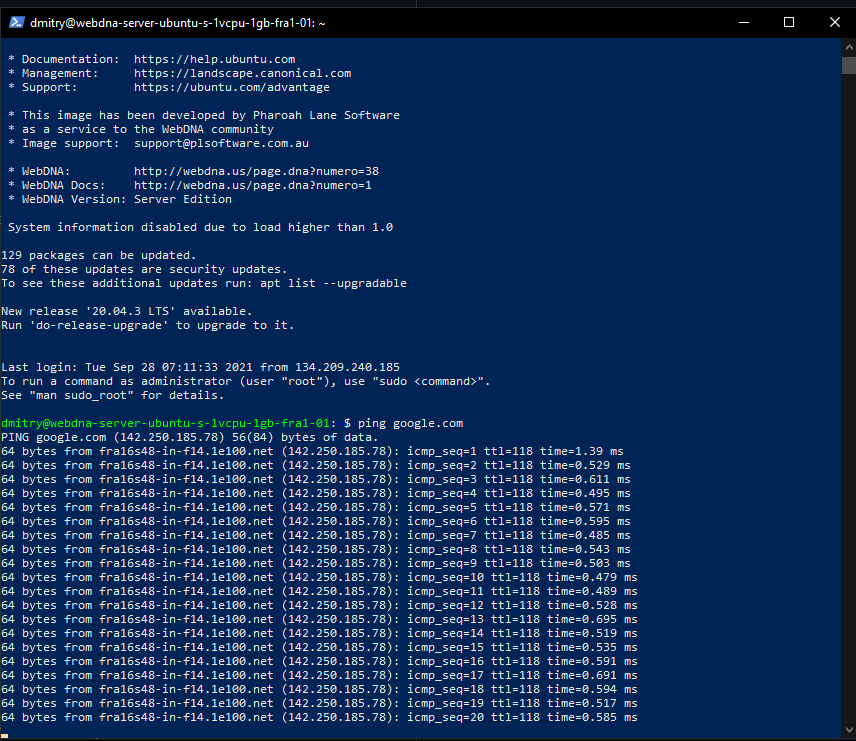 dmitry@webdna-server-ubuntu-s-1vcpu-1gb-fra1-01: ~
* Documentation:  https://help.ubuntu.com
* Management:     https://landscape.canonical.com
* Support:        https://ubuntu.com/advantage
* This image has been developed by Pharoah Lane Software
* as a service to the WebDNA community
* Image support:  support@plsoftware.com.au
* WebDNA:         http://webdna.us/page.dna?numero=38
* WebDNA Docs:    http://webdna.us/page.dna?numero=1
* WebDNA Version: Server Edition
System information disabled due to load higher than 1.0
129 packages can be updated.
78 of these updates are security updates.
To see these additional updates run: apt list --upgradable
New release '20.04.3 LTS' available.
Run 'do-release-upgrade' to upgrade to it.
Last login: Tue Sep 28 07:11:33 2021 from 134.209.240.185
To run a command as administrator (user "root"), use "sudo <command>".
See "man sudo_root" for details.
dmitry@webdna-server-ubuntu-s-1vcpu-1gb-fra1-01: $ ping google.com
PING google.com (142.250.185.78) 56(84) bytes of data.
64 bytes from fra16s48-in-f14.1e100.net (142.250.185.78): icmp_seq=1 ttl=118 time=1.39 ms
64 bytes from fra16s48-in-f14.1e100.net (142.250.185.78): icmp_seq=2 ttl=118 time=0.529 ms
64 bytes from fra16s48-in-f14.1e100.net (142.250.185.78): icmp_seq=3 ttl=118 time=0.611 ms
64 bytes from fra16s48-in-f14.1e100.net (142.250.185.78): icmp_seq=4 ttl=118 time=0.495 ms
64 bytes from fra16s48-in-f14.1e100.net (142.250.185.78): icmp_seq=5 ttl=118 time=0.571 ms
64 bytes from fra16s48-in-f14.1e100.net (142.250.185.78): icmp_seq=6 ttl=118 time=0.595 ms
64 bytes from fra16s48-in-f14.1e100.net (142.250.185.78): icmp_seq=7 ttl=118 time=0.485 ms
64 bytes from fra16s48-in-f14.1e100.net (142.250.185.78): icmp_seq=8 ttl=118 time=0.543 ms
64 bytes from fra16s48-in-f14.1e100.net (142.250.185.78): icmp_seq=9 ttl=118 time=0.503 ms
64 bytes from fra16s48-in-f14.1e100.net (142.250.185.78): icmp_seq=10 ttl=118 time=0.479 ms
64 bytes from fra16s48-in-f14.1e100.net (142.250.185.78): icmp_seq=11 ttl=118 time=0.489 ms
64 bytes from fra16s48-in-f14.1e100.net (142.250.185.78): icmp_seq=12 ttl=118 time=0.528 ms
64 bytes from fra16s48-in-f14.1e100.net (142.250.185.78): icmp_seq=13 ttl=118 time=0.695 ms
64 bytes from fra16s48-in-f14.1e100.net (142.250.185.78): icmp_seq=14 ttl=118 time=0.519 ms
64 bytes from fra16s48-in-f14.1e100.net (142.250.185.78): icmp_seq=15 ttl=118 time=0.535 ms
64 bytes from fra16s48-in-f14.1e100.net (142.250.185.78): icmp_seq=16 ttl=118 time=0.591 ms
64 bytes from fra16s48-in-f14.1e100.net (142.250.185.78): icmp_seq=17 ttl=118 time=0.691 ms
64 bytes from fra16s48-in-f14.1e100.net (142.250.185.78): icmp_seq=18 ttl=118 time=0.594 ms
64 bytes from fra16s48-in-f14.1e100.net (142.250.185.78): icmp_seq=19 ttl=118 time=0.517 ms
64 bytes from fra16s48-in-f14.1e100.net (142.250.185.78): icmp_seq=20 ttl=118 time=0.585 ms